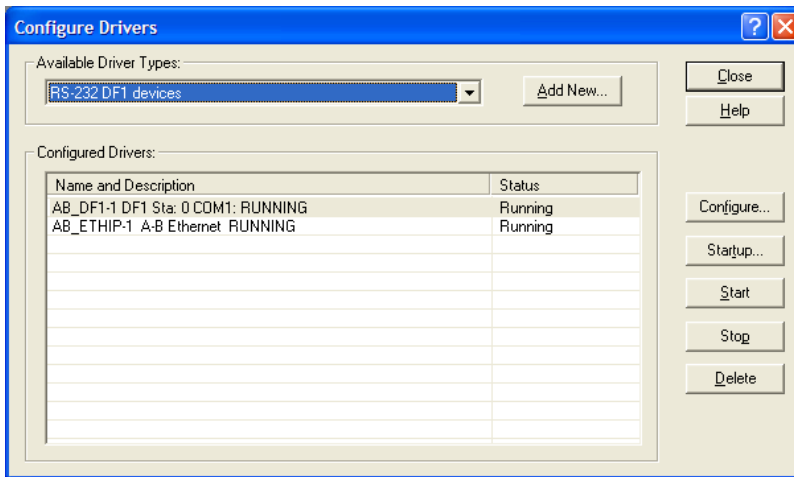 Configure Drivers
Available Driver Types:
RS-232 DF1 devices
Add New...
Close
Help
Configured Drivers:
Name and Description Status
AB_DF1-1 DF1 Sta: 0 COM1: RUNNING Running
AB_ETHIP-1 A-B Ethernet RUNNING Running
Configure...
Startup...
Start
Stop
Delete